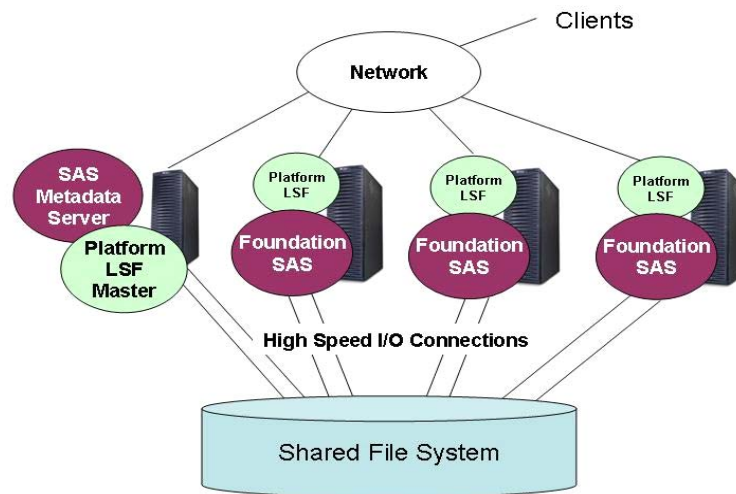 Clients
Network
SAS
Metadata
Server
Platform
LSF
Master
Platform
LSF
Foundation
SAS
Platform
LSF
Foundation
SAS
Platform
LSF
Foundation
SAS
High Speed I/O Connections
Shared File System